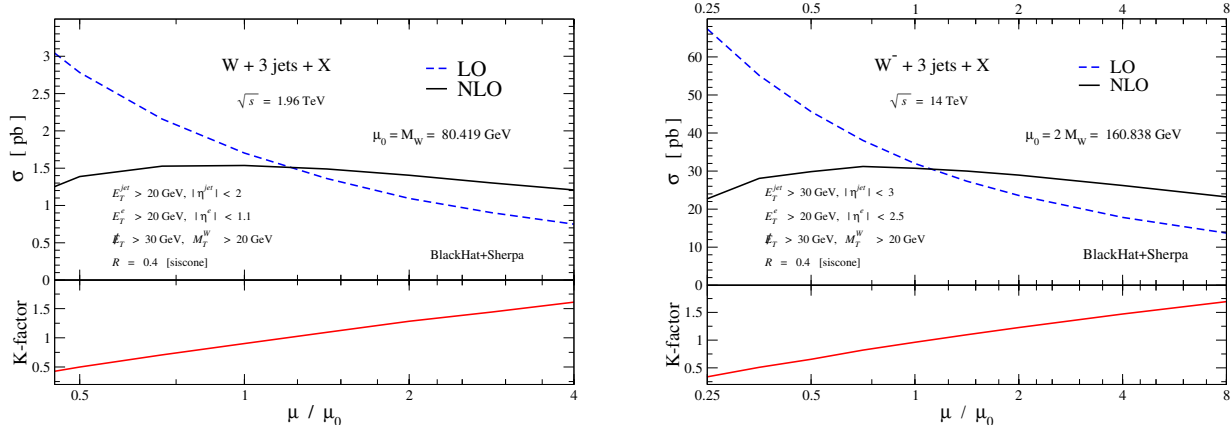 3
2.5
2
1.5
1
0.5
0
σ [ pb ]
W + 3 jets + X
√s = 1.96 TeV
LO
NLO
μ₀ = M_W = 80.419 GeV
E_T^jet > 20 GeV, | η^jet | < 2
E_T^e > 20 GeV, | η^e | < 1.1
E̸_T > 30 GeV, M_T^W > 20 GeV
R = 0.4 [siscone]
BlackHat+Sherpa
1.5
1
0.5
K-factor
0.5 1 2 4
μ / μ₀
0.25 0.5 1 2 4 8
60
50
40
30
20
10
0
σ [ pb ]
W⁻ + 3 jets + X
√s = 14 TeV
LO
NLO
μ₀ = 2 M_W = 160.838 GeV
E_T^jet > 30 GeV, | η^jet | < 3
E_T^e > 20 GeV, | η^e | < 2.5
E̸_T > 30 GeV, M_T^W > 20 GeV
R = 0.4 [siscone]
BlackHat+Sherpa
1.5
1
0.5
K-factor
0.25 0.5 1 2 4 8
μ / μ₀